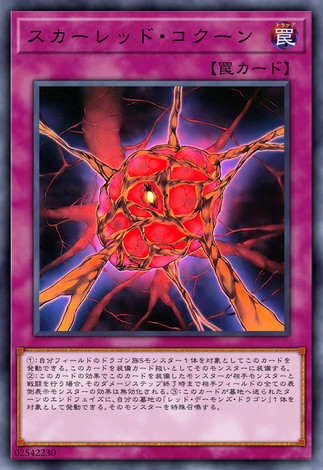 スカーレッド・コクーン
トラップ
罠
【罠カード】
①:自分フィールドのドラゴン族Sモンスター1体を対象としてこのカードを
発動できる。このカードを装備カード扱いとしてそのモンスターに装備する。
②:このカードの効果でこのカードを装備したモンスターが相手モンスターと
戦闘を行う場合、そのダメージステップ終了時まで相手フィールドの全ての表
側表示モンスターの効果は無効化される。③:このカードが墓地へ送られたター
ンのエンドフェイズに、自分の墓地の「レッド・デーモンズ・ドラゴン」1体を
対象として発動できる。そのモンスターを特殊召喚する。
02542230